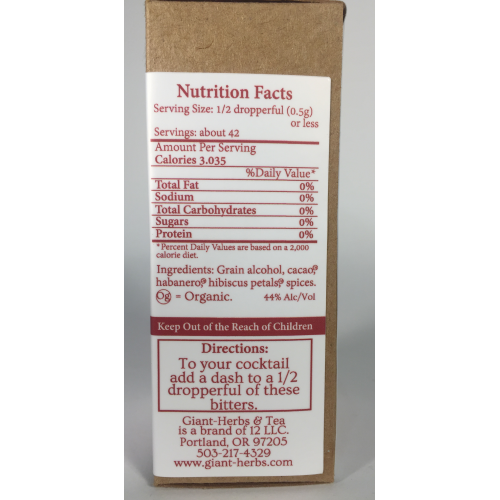 Nutrition Facts
Serving Size: 1/2 dropperful (0.5g)
or less
Servings: about 42
Amount Per Serving
Calories 3.035
%Daily Value*
Total Fat 0%
Sodium 0%
Total Carbohydrates 0%
Sugars 0%
Protein 0%
*Percent Daily Values are based on a 2,000
calorie diet.
Ingredients: Grain alcohol, cacao,
habanero, hibiscus petals, spices.
Og = Organic. 44% Alc/Vol
Keep Out of the Reach of Children
Directions:
To your cocktail
add a dash to a 1/2
dropperful of these
bitters.
Giant-Herbs & Tea
is a brand of 12 LLC.
Portland, OR 97205
503-217-4329
www.giant-herbs.com